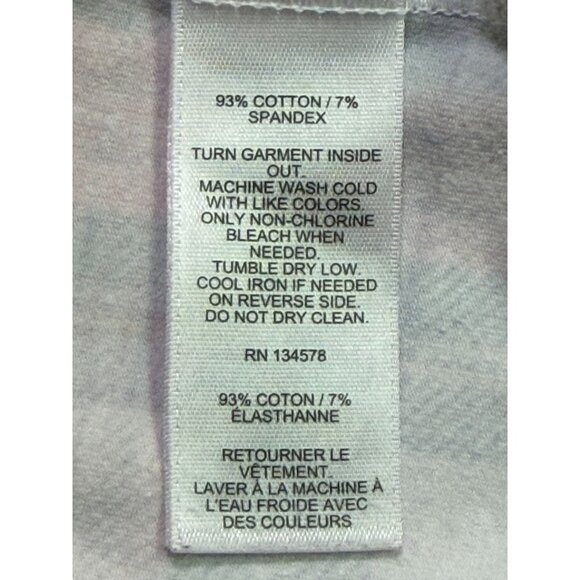 93% COTTON / 7%
SPANDEX
TURN GARMENT INSIDE
OUT.
MACHINE WASH COLD
WITH LIKE COLORS.
ONLY NON-CHLORINE
BLEACH WHEN
NEEDED.
TUMBLE DRY LOW.
COOL IRON IF NEEDED
ON REVERSE SIDE.
DO NOT DRY CLEAN.
RN 134578
93% COTON / 7%
ÉLASTHANNE
RETOURNER LE
VÊTEMENT.
LAVER À LA MACHINE À
L'EAU FROIDE AVEC
DES COULEURS